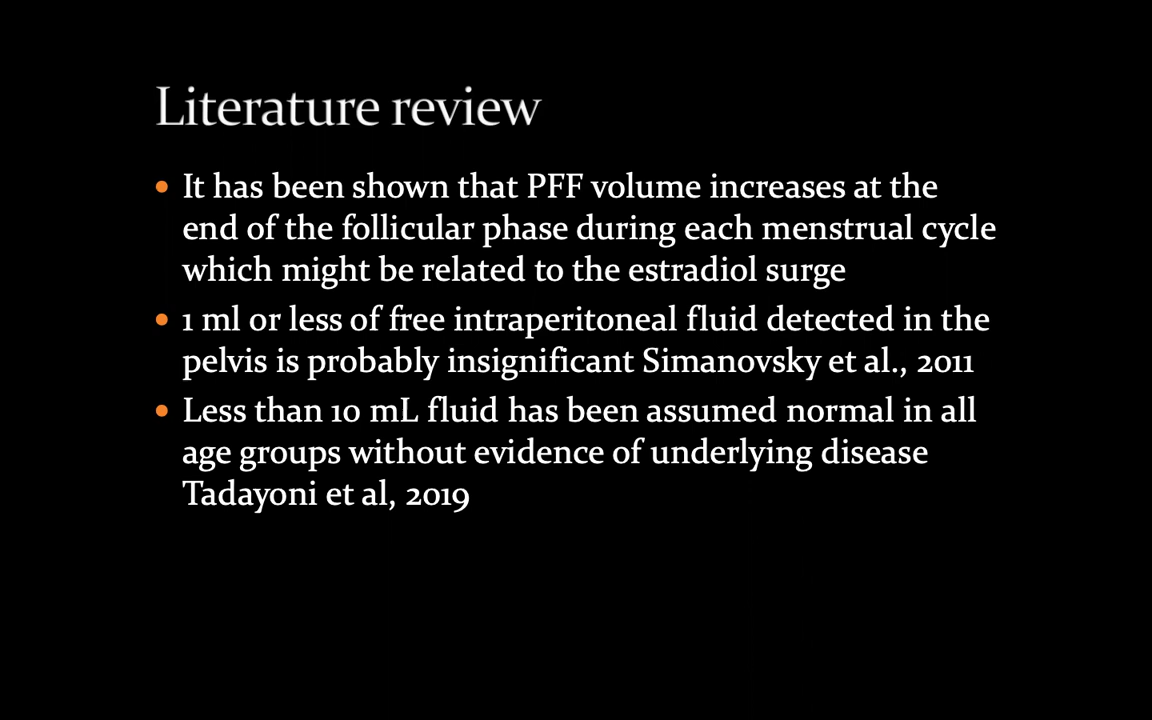 Literature review
• It has been shown that PFF volume increases at the
end of the follicular phase during each menstrual cycle
which might be related to the estradiol surge
• 1 ml or less of free intraperitoneal fluid detected in the
pelvis is probably insignificant Simanovsky et al., 2011
• Less than 10 mL fluid has been assumed normal in all
age groups without evidence of underlying disease
Tadayoni et al, 2019